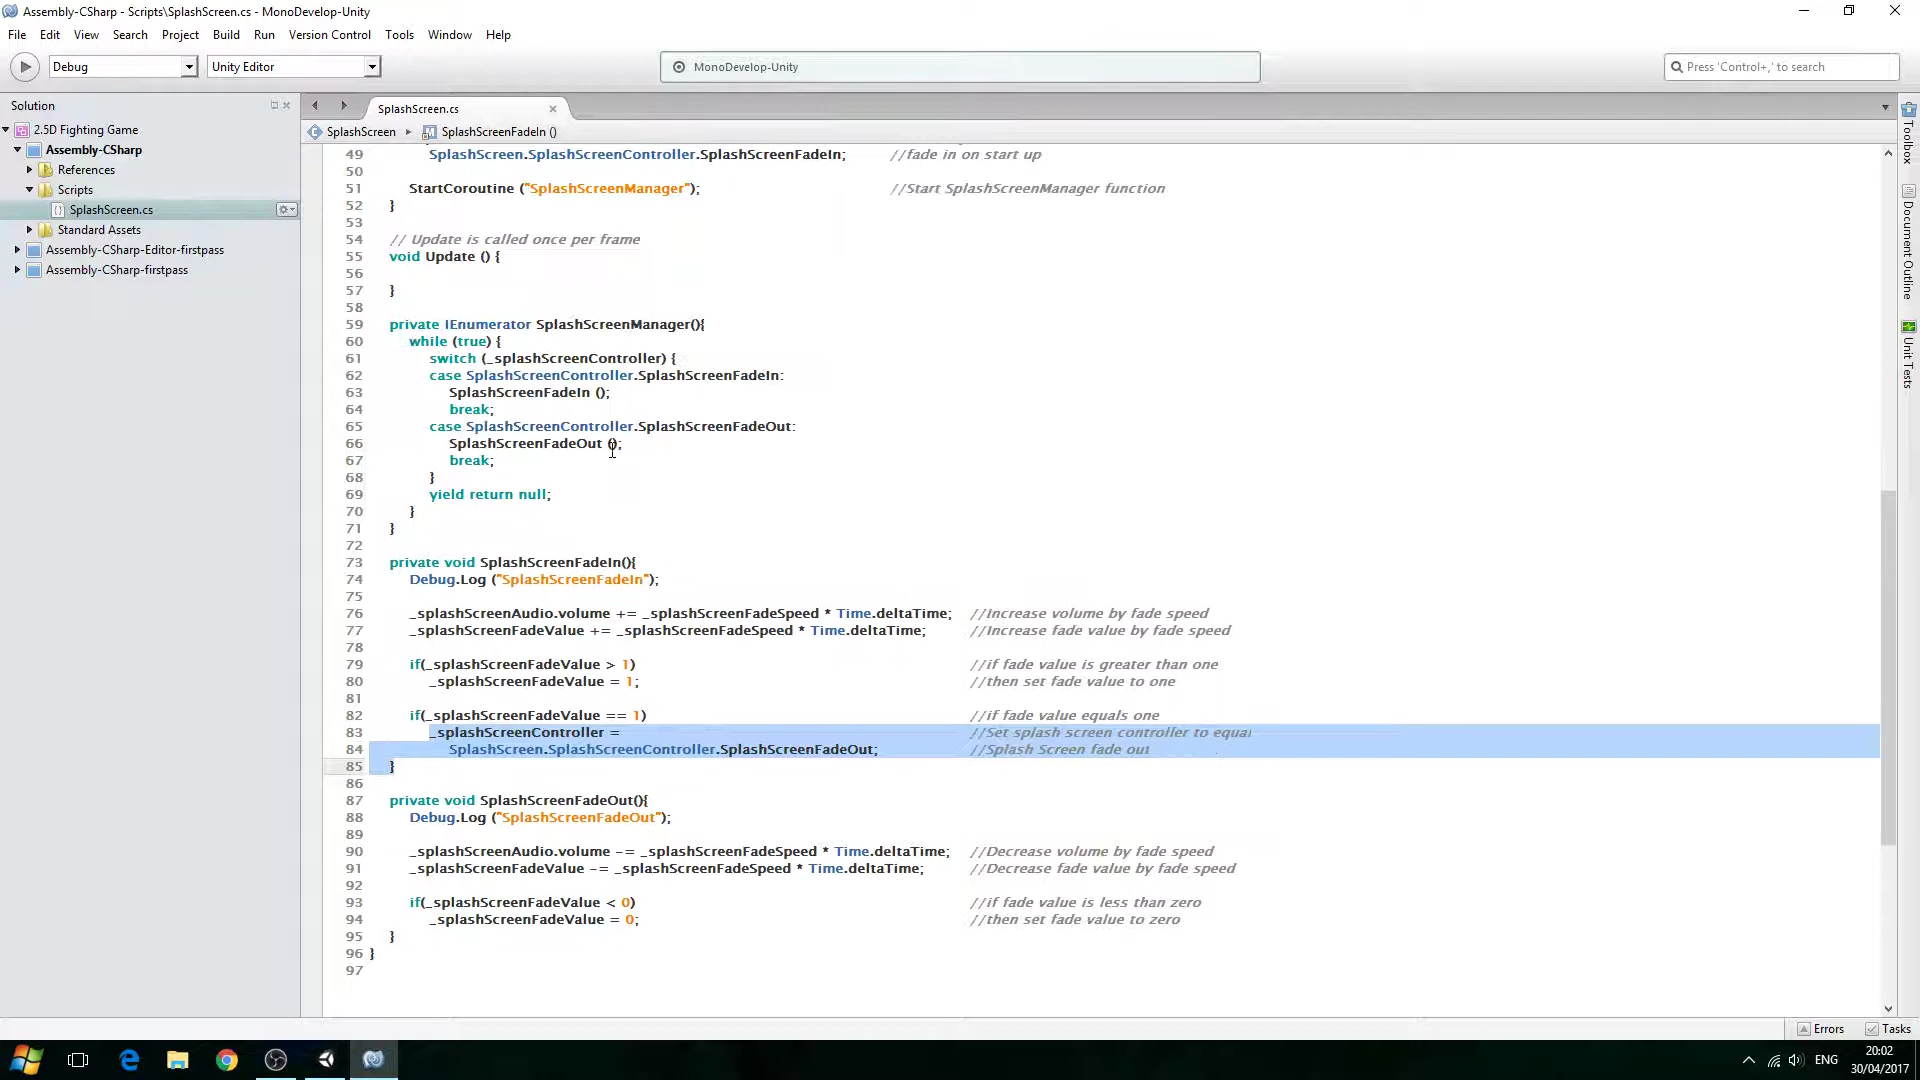 Assembly-CSharp - Scripts\SplashScreen.cs - MonoDevelop-Unity
File Edit View Search Project Build Run Version Control Tools Window Help
Debug Unity Editor MonoDevelop-Unity Press 'Control+,' to search
Solution
2.5D Fighting Game
Assembly-CSharp
References
Scripts
SplashScreen.cs
Standard Assets
Assembly-CSharp-Editor-firstpass
Assembly-CSharp-firstpass
SplashScreen.cs
SplashScreen SplashScreenFadeIn ()
49 SplashScreen.SplashScreenController.SplashScreenFadeIn; //fade in on start up
50
51 StartCoroutine ("SplashScreenManager"); //Start SplashScreenManager function
52 }
53
54 // Update is called once per frame
55 void Update () {
56
57 }
58
59 private IEnumerator SplashScreenManager(){
60 while (true) {
61 switch (_splashScreenController) {
62 case SplashScreenController.SplashScreenFadeIn:
63 SplashScreenFadeIn ();
64 break;
65 case SplashScreenController.SplashScreenFadeOut:
66 SplashScreenFadeOut ();
67 break;
68 }
69 yield return null;
70 }
71 }
72
73 private void SplashScreenFadeIn(){
74 Debug.Log ("SplashScreenFadeIn");
75
76 _splashScreenAudio.volume += _splashScreenFadeSpeed * Time.deltaTime; //Increase volume by fade speed
77 _splashScreenFadeValue += _splashScreenFadeSpeed * Time.deltaTime; //Increase fade value by fade speed
78
79 if(_splashScreenFadeValue > 1) //if fade value is greater than one
80 _splashScreenFadeValue = 1; //then set fade value to one
81
82 if(_splashScreenFadeValue == 1) //if fade value equals one
83 _splashScreenController = //Set splash screen controller to equal
84 SplashScreen.SplashScreenController.SplashScreenFadeOut; //Splash Screen fade out
85 }
86
87 private void SplashScreenFadeOut(){
88 Debug.Log ("SplashScreenFadeOut");
89
90 _splashScreenAudio.volume -= _splashScreenFadeSpeed * Time.deltaTime; //Decrease volume by fade speed
91 _splashScreenFadeValue -= _splashScreenFadeSpeed * Time.deltaTime; //Decrease fade value by fade speed
92
93 if(_splashScreenFadeValue < 0) //if fade value is less than zero
94 _splashScreenFadeValue = 0; //then set fade value to zero
95 }
96 }
97
Toolbox
Document Outline
Unit Tests
Errors Tasks
ENG
20:02
30/04/2017